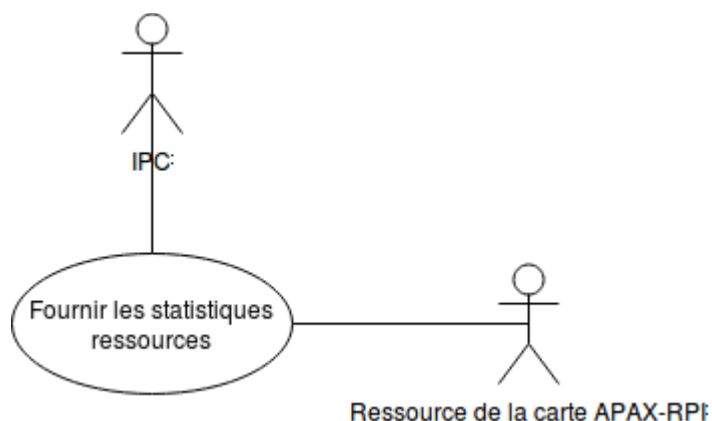 IPC:
Fournir les statistiques
ressources
Ressource de la carte APAX-RPI: